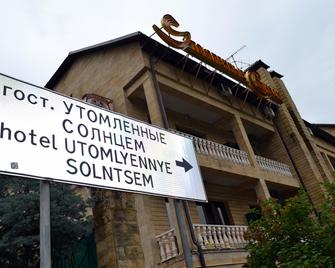 гост. УТОМЛЕННЫЕ
СОЛНЦЕМ
hotel UTOMLYENNYE
SOLNTSEM